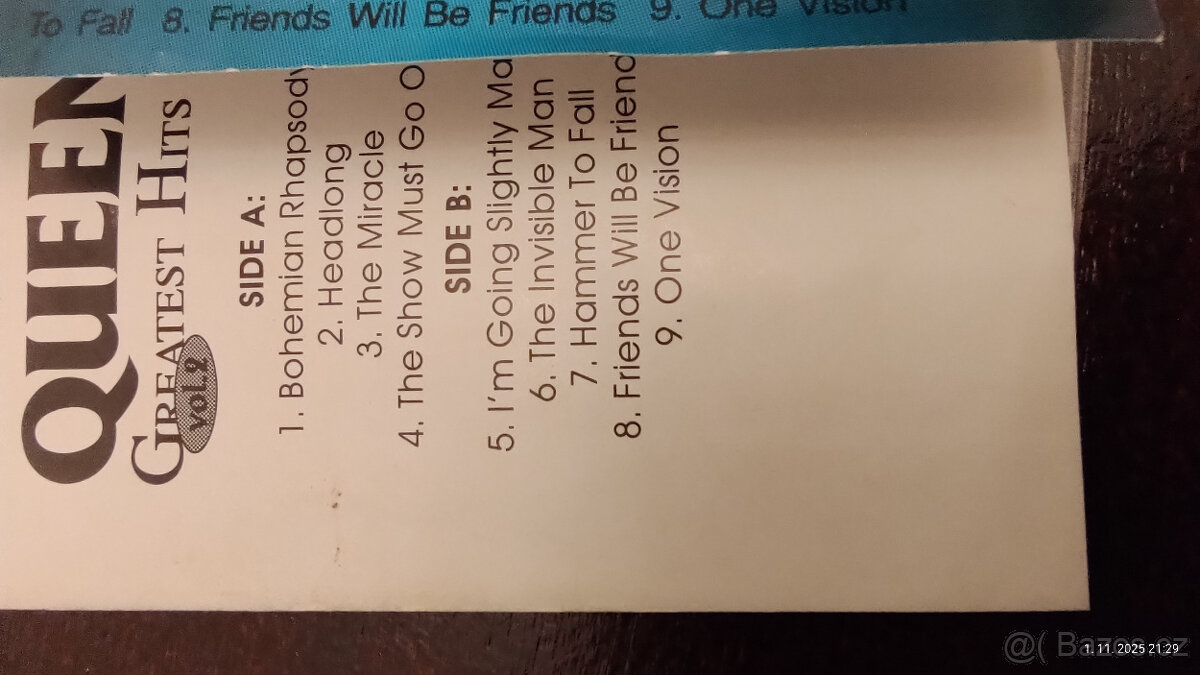 To Fall 8. Friends Will Be Friends 9. One Vision
QUEEN
GREATEST HITS
VOL.2
SIDE A:
1. Bohemian Rhapsody
2. Headlong
3. The Miracle
4. The Show Must Go O
SIDE B:
5. I'm Going Slightly Ma
6. The Invisible Man
7. Hammer To Fall
8. Friends Will Be Friend
9. One Vision
@( Bazos.cz
1. 11. 2025 21:29